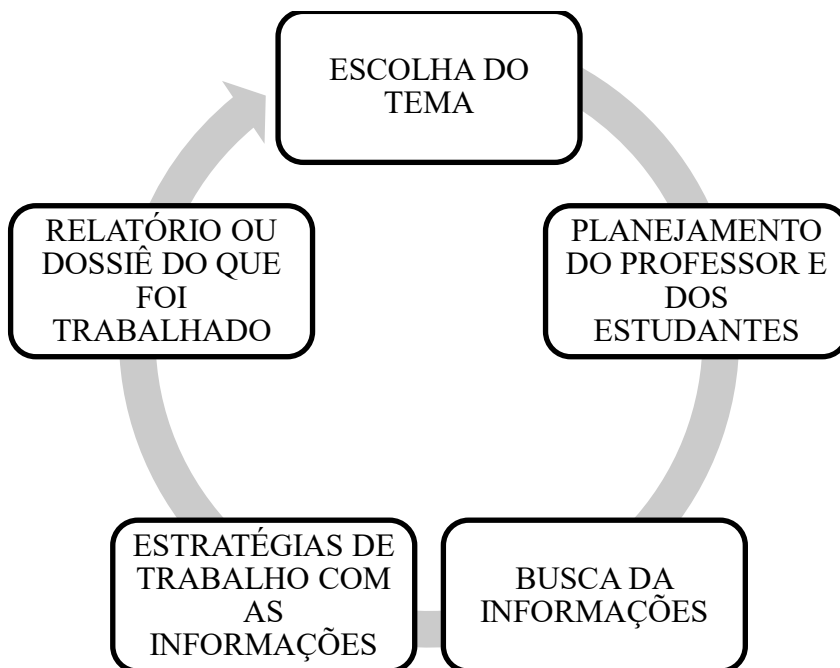 ESCOLHA DO
TEMA
PLANEJAMENTO
DO PROFESSOR E
DOS
ESTUDANTES
BUSCA DA
INFORMAÇÕES
ESTRATÉGIAS DE
TRABALHO COM
AS
INFORMAÇÕES
RELATÓRIO OU
DOSSIÊ DO QUE
FOI
TRABALHADO